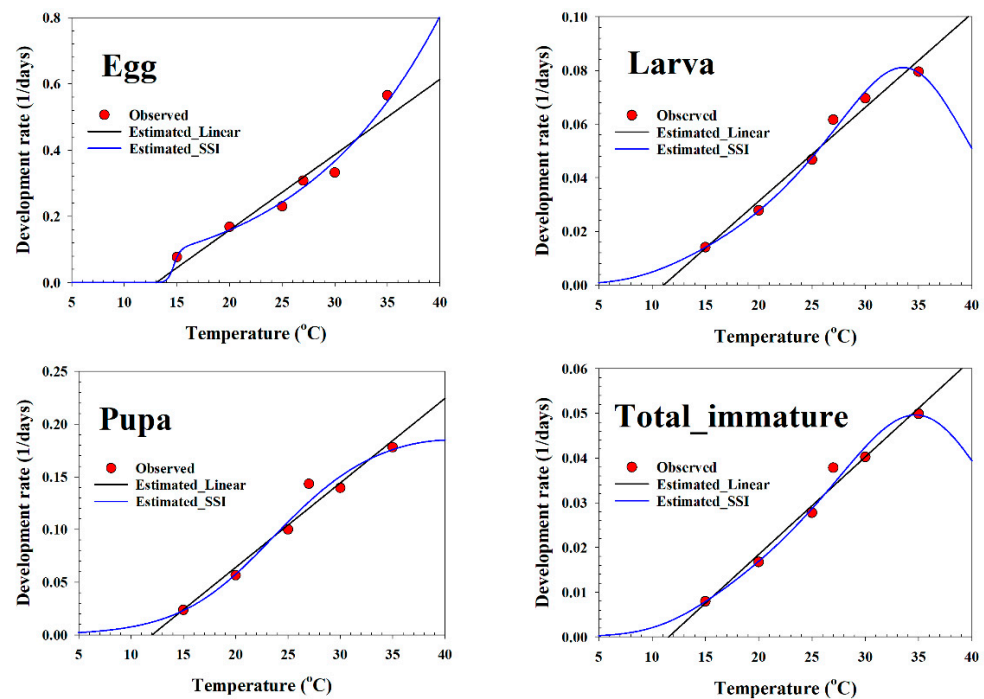 Egg
Observed
Estimated_Linear
Estimated_SSI
Development rate (1/days)
0.8
0.6
0.4
0.2
0.0
5 10 15 20 25 30 35 40
Temperature (°C)
Larva
Observed
Estimated_Linear
Estimated_SSI
Development rate (1/days)
0.10
0.08
0.06
0.04
0.02
0.00
5 10 15 20 25 30 35 40
Temperature (°C)
Pupa
Observed
Estimated_Linear
Estimated_SSI
Development rate (1/days)
0.25
0.20
0.15
0.10
0.05
0.00
5 10 15 20 25 30 35 40
Temperature (°C)
Total_immature
Observed
Estimated_Linear
Estimated_SSI
Development rate (1/days)
0.06
0.05
0.04
0.03
0.02
0.01
0.00
5 10 15 20 25 30 35 40
Temperature (°C)